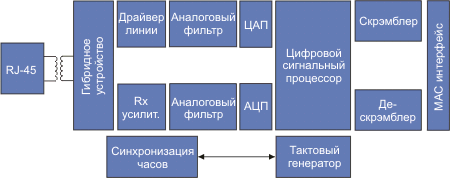 RJ-45
Гибридное
устройство
Драйвер
линии
Аналоговый
фильтр
ЦАП
Rx
усилит.
Аналоговый
фильтр
АЦП
Цифровой
сигнальный
процессор
Скрэмблер
Де-
скрэмблер
MAC интерфейс
Синхронизация
часов
Тактовый
генератор